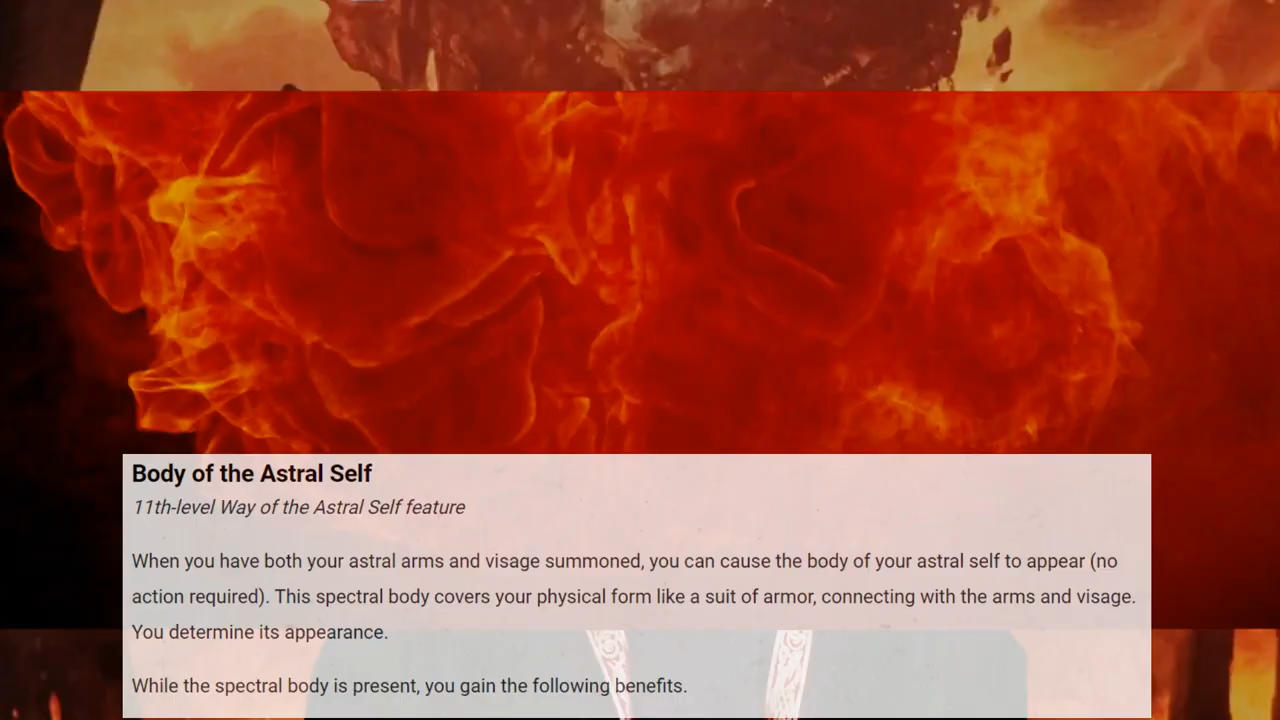 Body of the Astral Self
11th-level Way of the Astral Self feature
When you have both your astral arms and visage summoned, you can cause the body of your astral self to appear (no
action required). This spectral body covers your physical form like a suit of armor, connecting with the arms and visage.
You determine its appearance.
While the spectral body is present, you gain the following benefits.